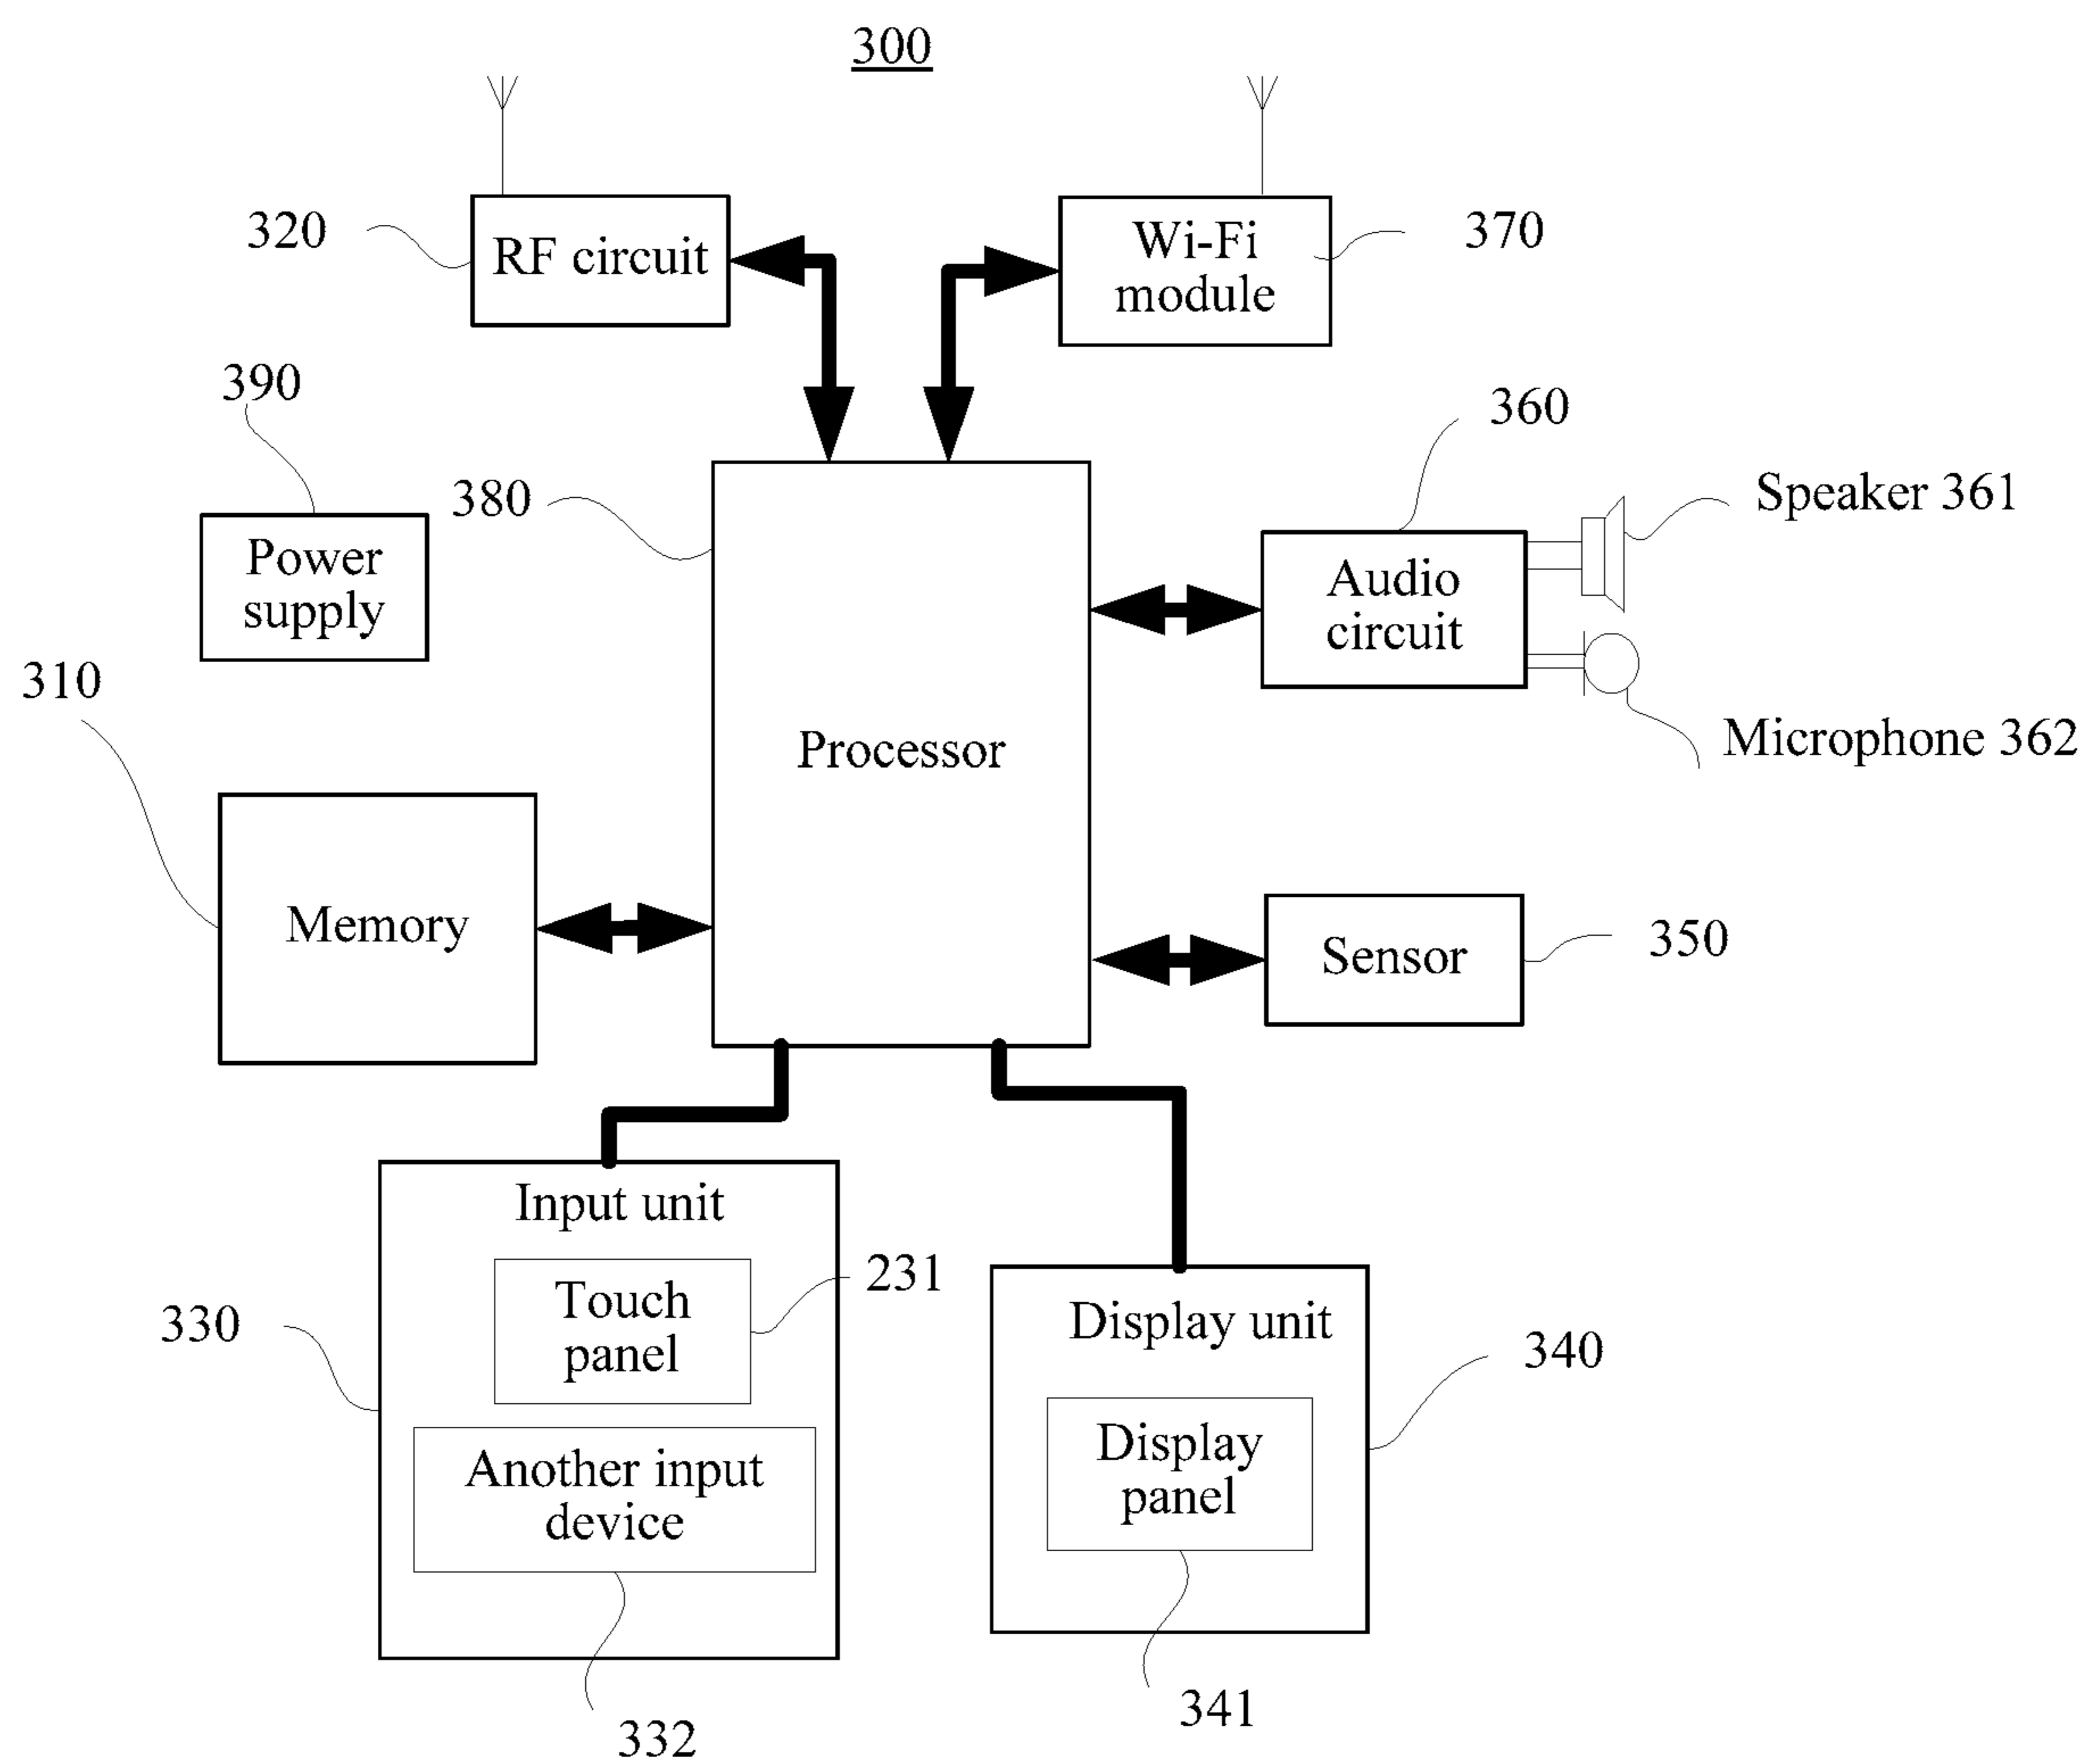 300
320
RF circuit
Wi-Fi
module
370
390
380
360
Speaker 361
Power
supply
Audio
circuit
310
Processor
Microphone 362
Memory
Sensor
350
Input unit
Touch
panel
231
330
Display unit
340
Another input
device
Display
panel
332
341